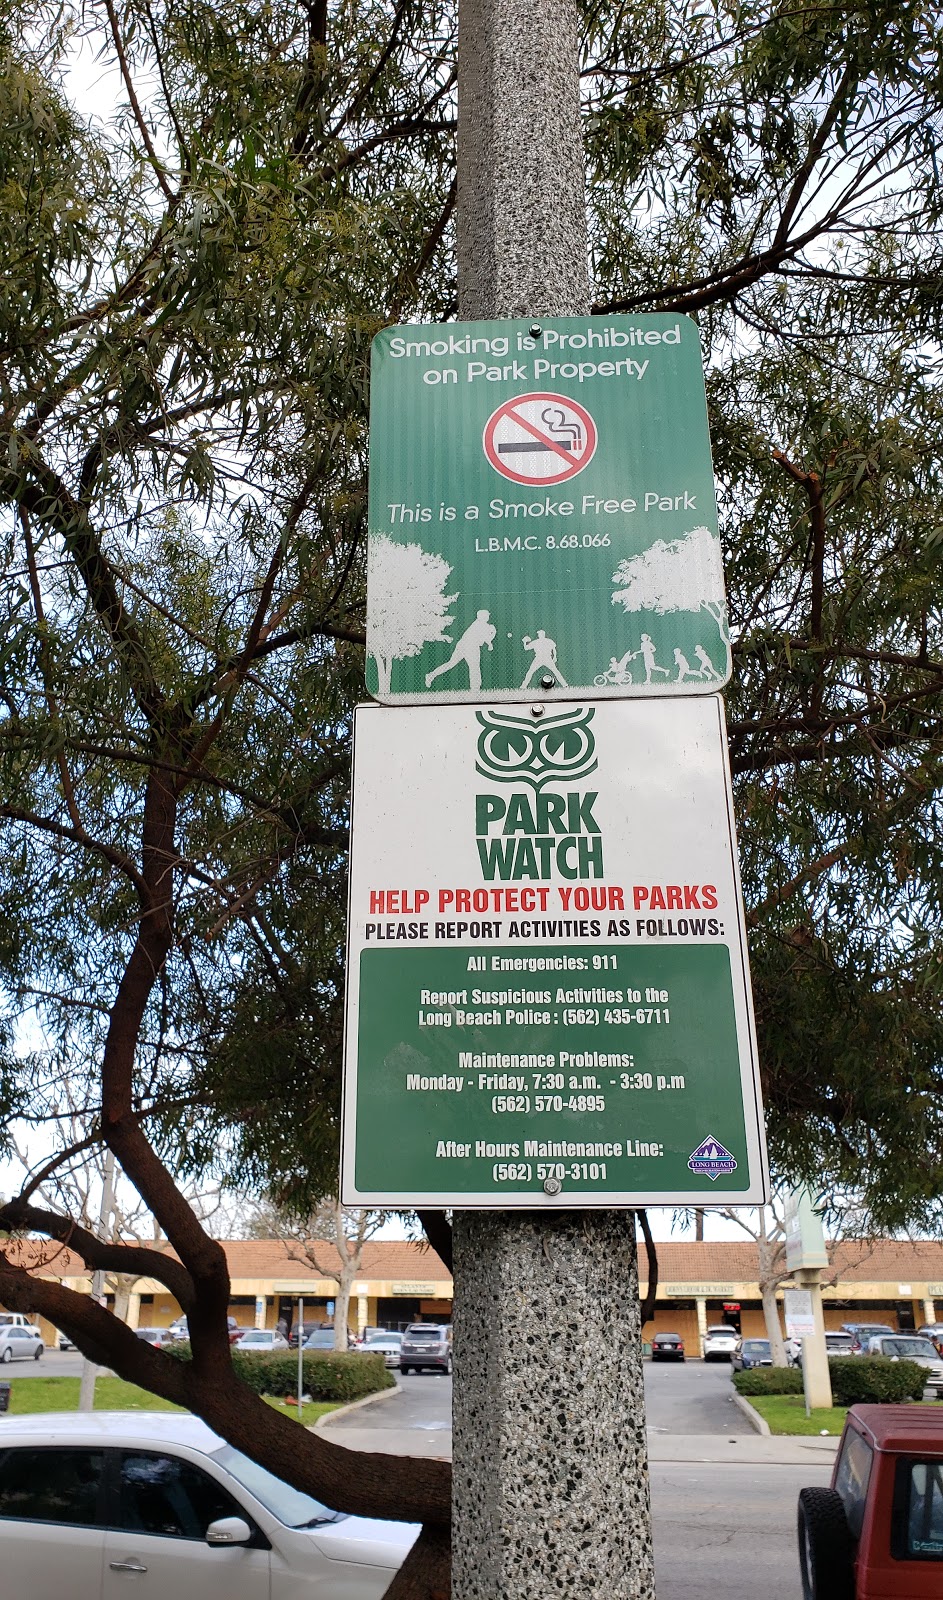 Smoking is Prohibited
on Park Property
This is a Smoke Free Park
L.B.M.C. 8.68.066
PARK
WATCH
HELP PROTECT YOUR PARKS
PLEASE REPORT ACTIVITIES AS FOLLOWS:
All Emergencies: 911
Report Suspicious Activities to the
Long Beach Police : (562) 435-6711
Maintenance Problems:
Monday - Friday, 7:30 a.m. - 3:30 p.m
(562) 570-4895
After Hours Maintenance Line:
(562) 570-3101
LONG BEACH